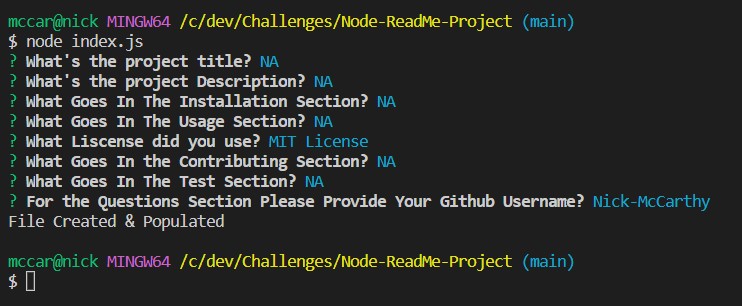 mccar@nick MINGW64 /c/dev/Challenges/Node-ReadMe-Project (main)
$ node index.js
? What's the project title? NA
? What's the project Description? NA
? What Goes In The Installation Section? NA
? What Goes In The Usage Section? NA
? What Liscense did you use? MIT License
? What Goes In the Contributing Section? NA
? What Goes In The Test Section? NA
? For the Questions Section Please Provide Your Github Username? Nick-McCarthy
File Created & Populated
mccar@nick MINGW64 /c/dev/Challenges/Node-ReadMe-Project (main)
$